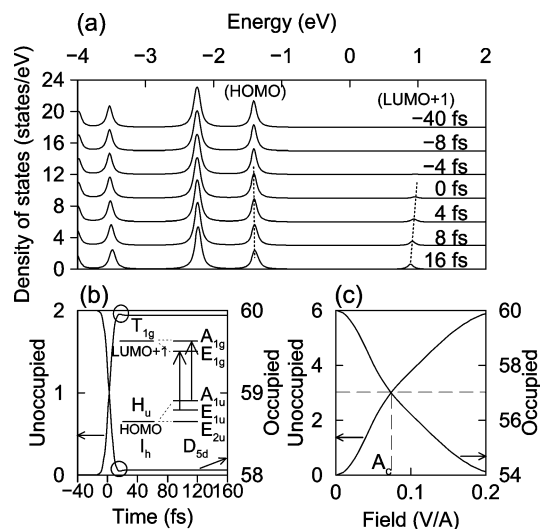 (a)
Energy (eV)
−4 −3 −2 −1 0 1 2
Density of states (states/eV)
24
20
16
12
8
4
0
(HOMO)
(LUMO+1)
−40 fs
−8 fs
−4 fs
0 fs
4 fs
8 fs
16 fs
(b)
Unoccupied
2
1
0
60
59
58
Occupied
T1g
LUMO+1
A1g
E1g
Hu
HOMO
A1u
E1u
E2u
Ih
D5d
−40 0 40 80 120 160
Time (fs)
(c)
Unoccupied
6
5
4
3
2
1
0
60
58
57
56
54
Occupied
Ac
0 0.1 0.2
Field (V/A)